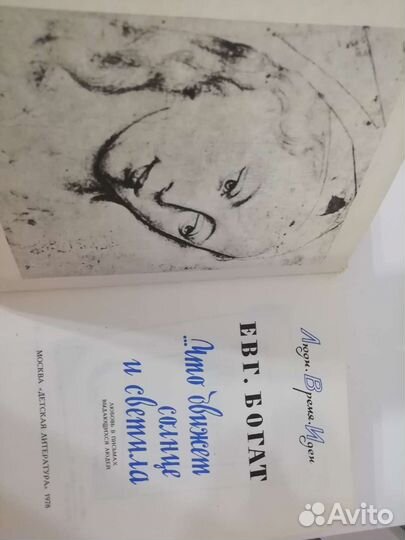 Люди. Время. Идеи
ЕВГ. БОГАТ
...Что движет
солнце
и светила
ЛЮБОВЬ В ПИСЬМАХ
ВЫДАЮЩИХСЯ ЛЮДЕЙ
МОСКВА «ДЕТСКАЯ ЛИТЕРАТУРА» 1978
Avito